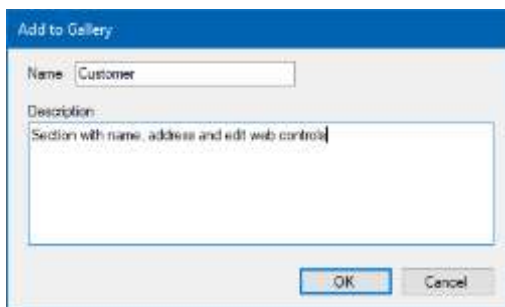 Add to Gallery
Name Customer
Description
Section with name, address and edit web controls
OK Cancel